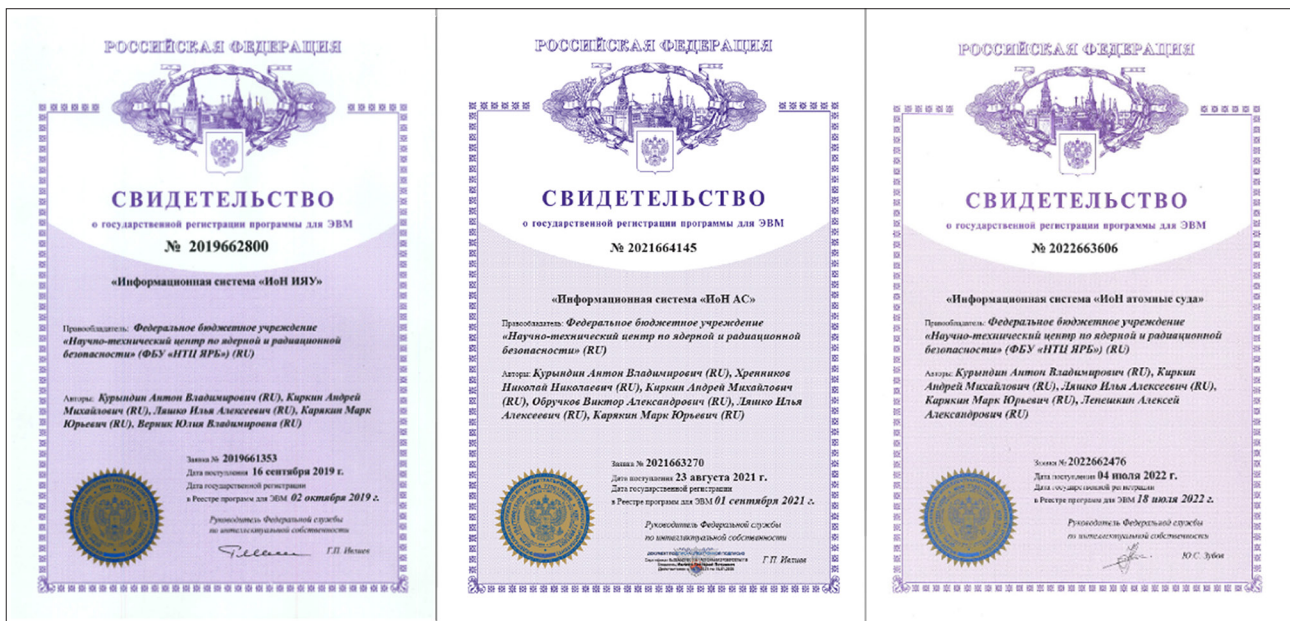 РОССИЙСКАЯ ФЕДЕРАЦИЯ
СВИДЕТЕЛЬСТВО
о государственной регистрации программы для ЭВМ
№ 2019662800
«Информационная система «ИоН ИЯУ»
Правообладатель: Федеральное бюджетное учреждение
«Научно-технический центр по ядерной и радиационной
безопасности» (ФБУ «НТЦ ЯРБ») (RU)
Авторы: Курындин Антон Владимирович (RU), Киркин Андрей
Михайлович (RU), Ляшко Илья Алексеевич (RU), Карякин Марк
Юрьевич (RU), Верник Юлия Владимировна (RU)
Заявка № 2019661353
Дата поступления 16 сентября 2019 г.
Дата государственной регистрации
в Реестре программ для ЭВМ 02 октября 2019 г.
Руководитель Федеральной службы
по интеллектуальной собственности
Г.П. Ивлиев
РОССИЙСКАЯ ФЕДЕРАЦИЯ
СВИДЕТЕЛЬСТВО
о государственной регистрации программы для ЭВМ
№ 2021664145
«Информационная система «ИоН АС»
Правообладатель: Федеральное бюджетное учреждение
«Научно-технический центр по ядерной и радиационной
безопасности» (RU)
Авторы: Курындин Антон Владимирович (RU), Хренников
Николай Николаевич (RU), Киркин Андрей Михайлович
(RU), Обручков Виктор Александрович (RU), Ляшко Илья
Алексеевич (RU), Карякин Марк Юрьевич (RU)
Заявка № 2021663270
Дата поступления 23 августа 2021 г.
Дата государственной регистрации
в Реестре программ для ЭВМ 01 сентября 2021 г.
Руководитель Федеральной службы
по интеллектуальной собственности
ДОКУМЕНТ ПОДПИСАН ЭЛЕКТРОННОЙ ПОДПИСЬЮ
Г.П. Ивлиев
РОССИЙСКАЯ ФЕДЕРАЦИЯ
СВИДЕТЕЛЬСТВО
о государственной регистрации программы для ЭВМ
№ 2022663606
«Информационная система «ИоН атомные суда»
Правообладатель: Федеральное бюджетное учреждение
«Научно-технический центр по ядерной и радиационной
безопасности» (ФБУ «НТЦ ЯРБ») (RU)
Авторы: Курындин Антон Владимирович (RU), Киркин
Андрей Михайлович (RU), Ляшко Илья Алексеевич (RU),
Карякин Марк Юрьевич (RU), Лепешкин Алексей
Александрович (RU)
Заявка № 2022662476
Дата поступления 04 июля 2022 г.
Дата государственной регистрации
в Реестре программ для ЭВМ 18 июля 2022 г.
Руководитель Федеральной службы
по интеллектуальной собственности
Ю.С. Зубов